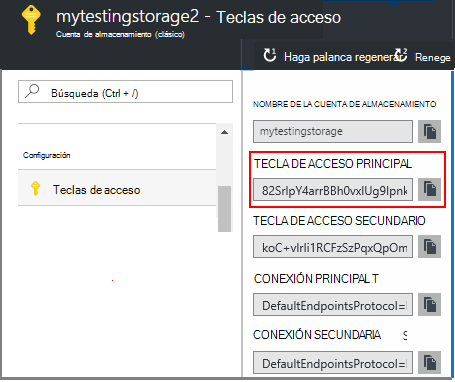 mytestingstorage2 - Teclas de acceso
Cuenta de almacenamiento (clásico)
Haga palanca regenerar
Renege
Búsqueda (Ctrl + /)
Configuración
Teclas de acceso
NOMBRE DE LA CUENTA DE ALMACENAMIENTO
mytestingstorage
TECLA DE ACCESO PRINCIPAL
82SrIpY4arrBBh0vxIUg9Ipnk
TECLA DE ACCESO SECUNDARIO
koC+vIrIi1RCFzSzPqxQpOm
CONEXIÓN PRINCIPAL T
DefaultEndpointsProtocol=
CONEXIÓN SECUNDARIA S
DefaultEndpointsProtocol=